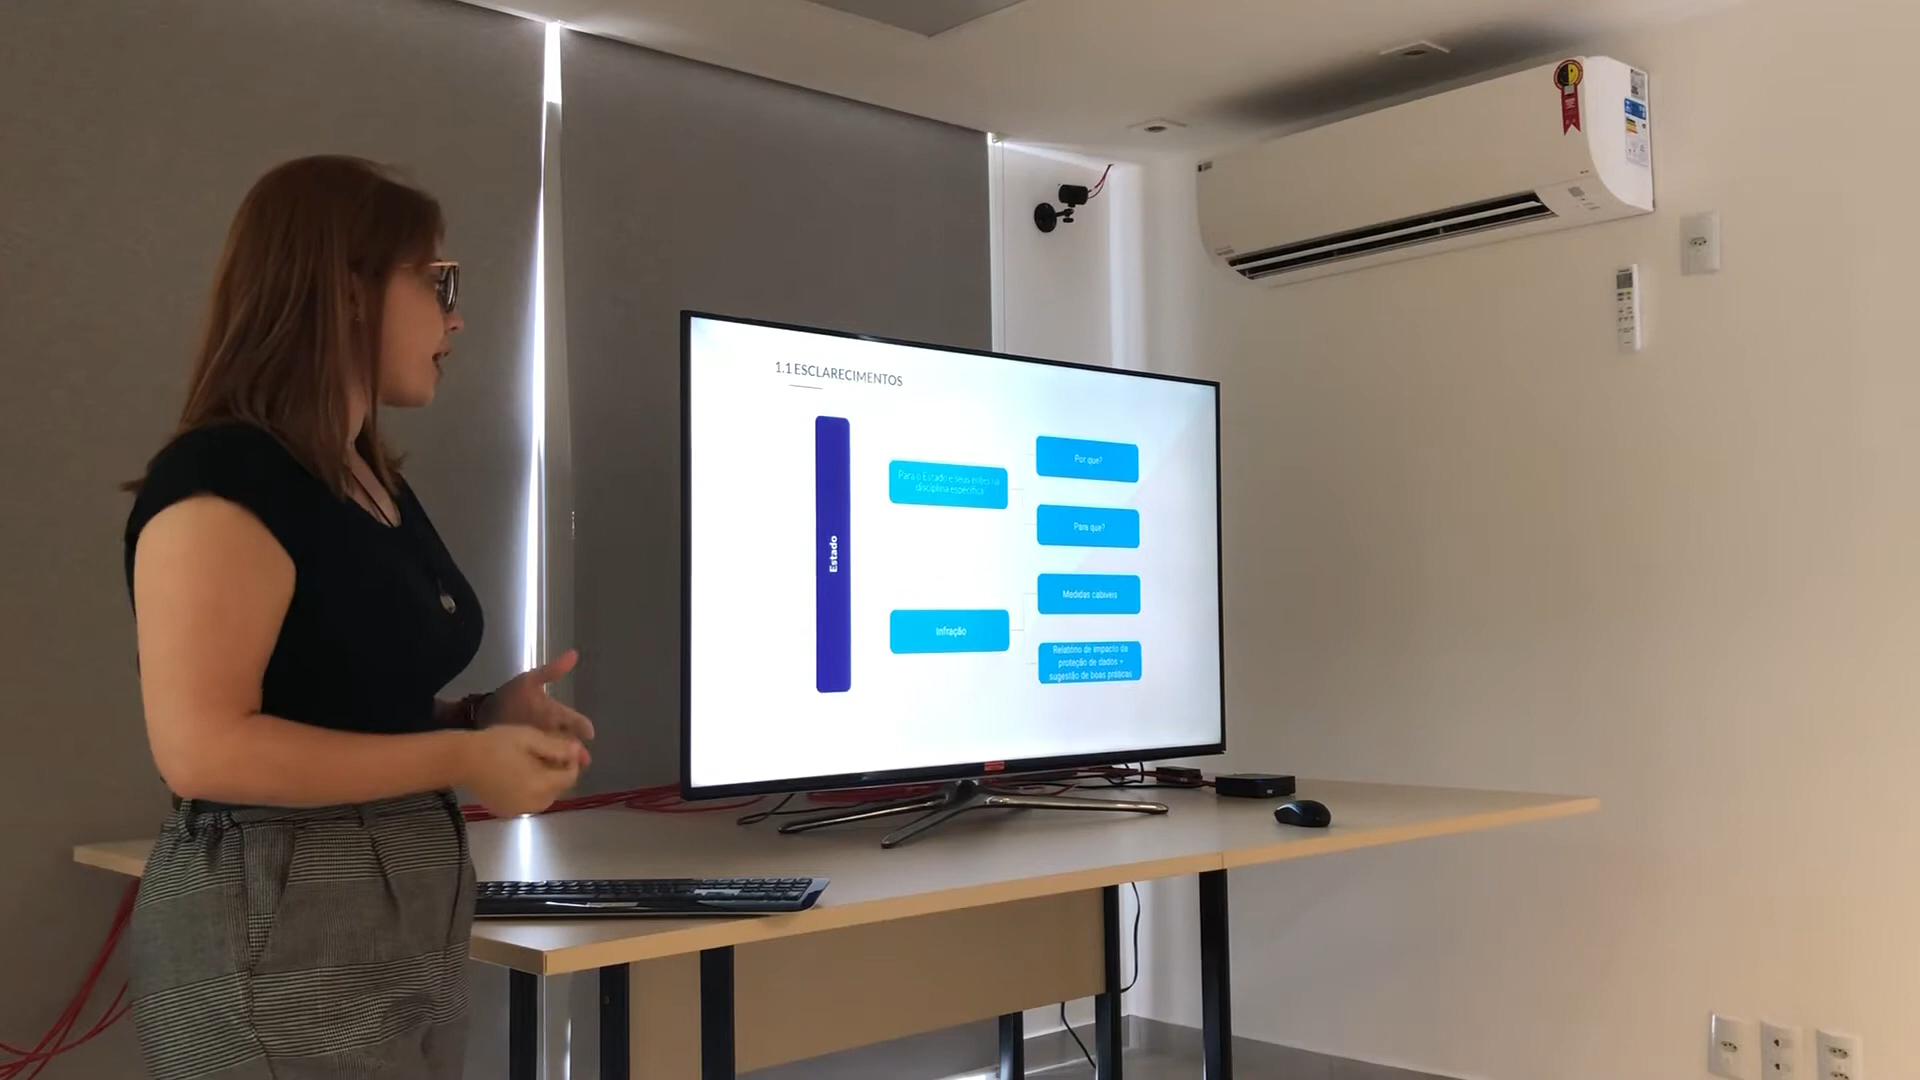 1.1 ESCLARECIMENTOS
Estado
Para o Estado e seus entes na
disciplina específica
Por que?
Para que?
Infração
Medidas cabíveis
Relatório de impacto da
proteção de dados +
sugestão de boas práticas